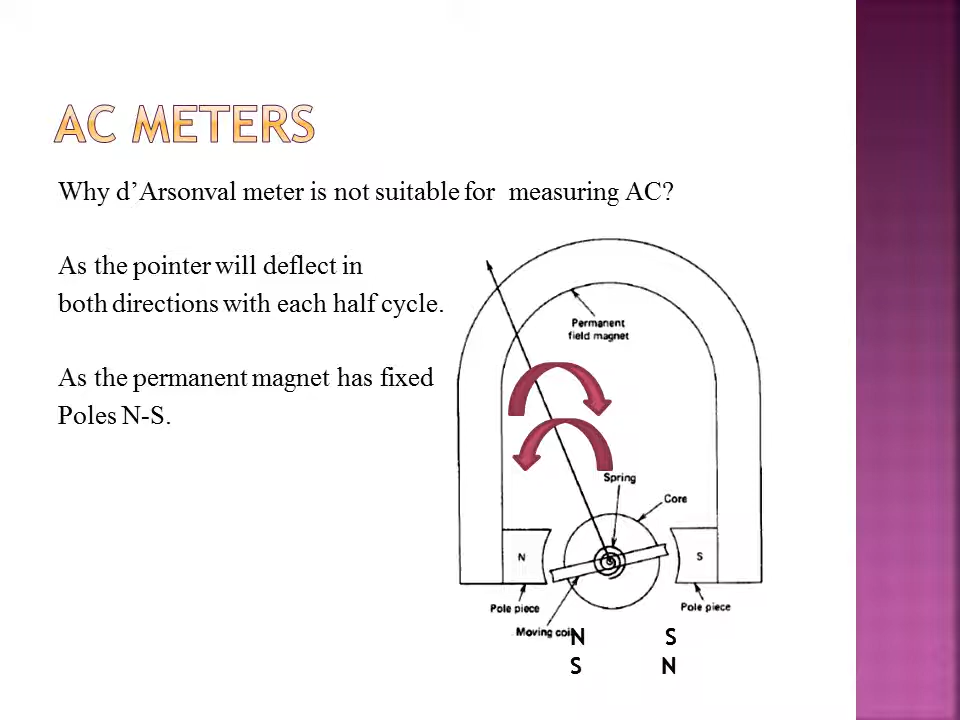 AC METERS
Why d’Arsonval meter is not suitable for  measuring AC?
As the pointer will deflect in
both directions with each half cycle.
As the permanent magnet has fixed
Poles N-S.
Permanent
field magnet
Spring
Core
N
S
Pole piece
Pole piece
Moving coil
N S
S N